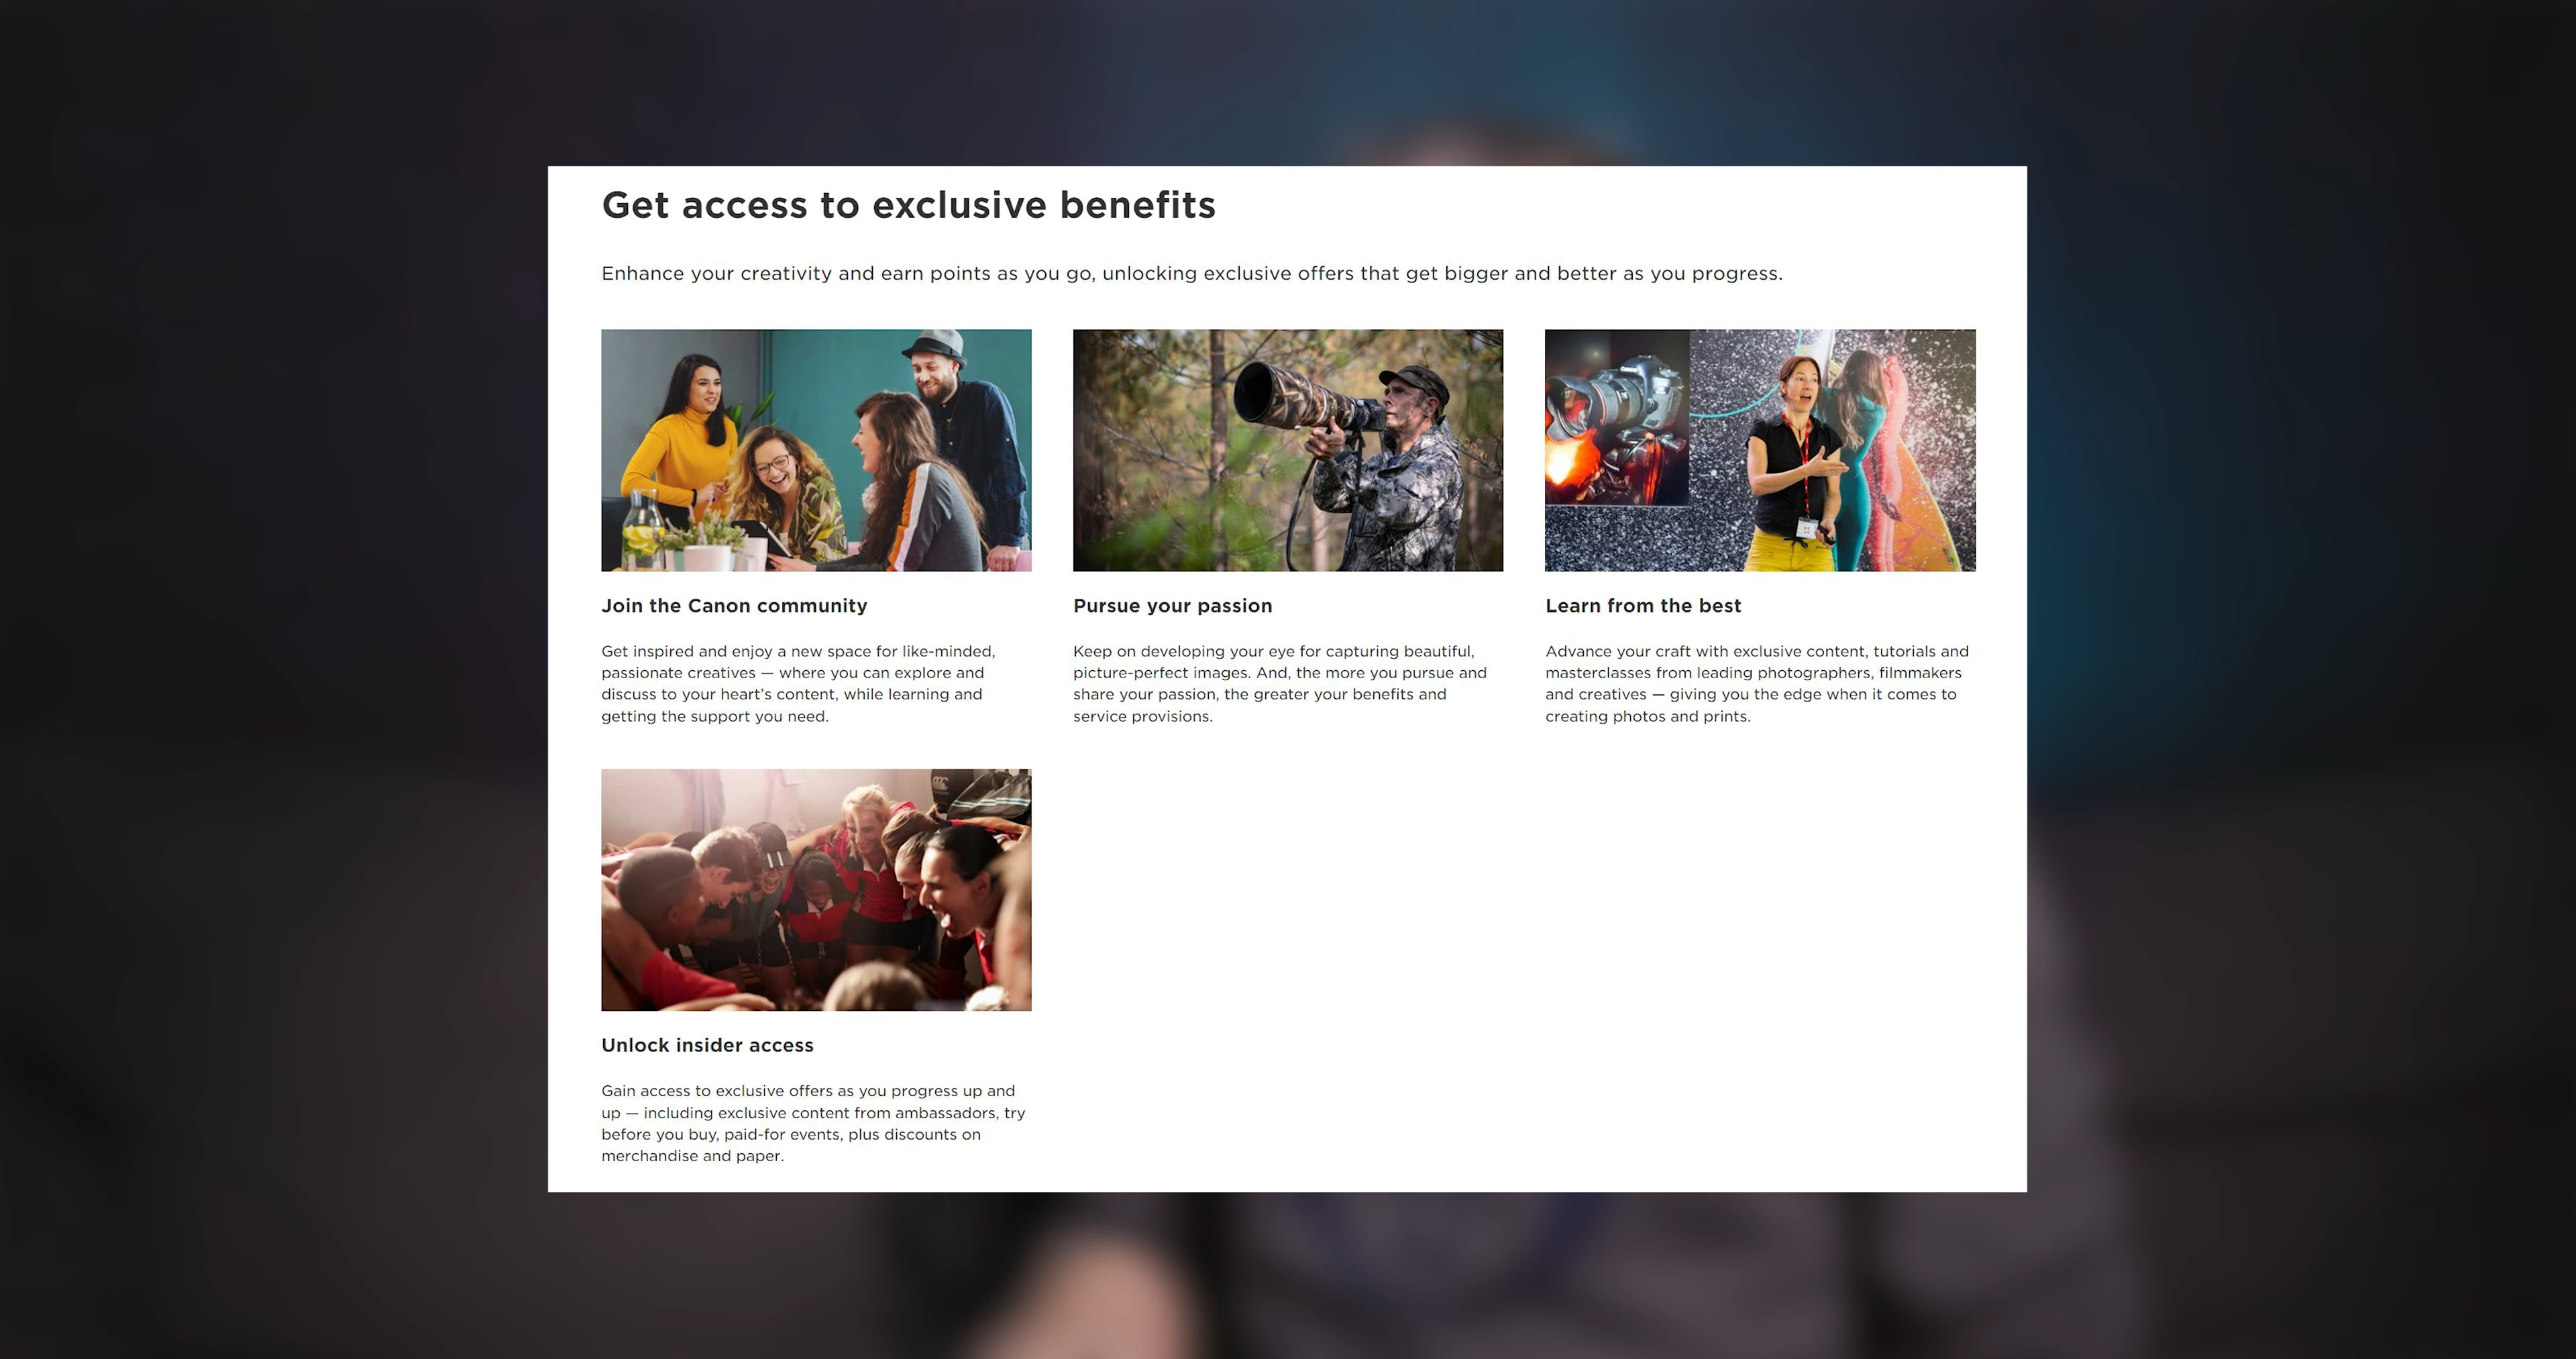 Get access to exclusive benefits
Enhance your creativity and earn points as you go, unlocking exclusive offers that get bigger and better as you progress.
Join the Canon community
Get inspired and enjoy a new space for like-minded,
passionate creatives — where you can explore and
discuss to your heart’s content, while learning and
getting the support you need.
Pursue your passion
Keep on developing your eye for capturing beautiful,
picture-perfect images. And, the more you pursue and
share your passion, the greater your benefits and
service provisions.
Learn from the best
Advance your craft with exclusive content, tutorials and
masterclasses from leading photographers, filmmakers
and creatives — giving you the edge when it comes to
creating photos and prints.
Unlock insider access
Gain access to exclusive offers as you progress up and
up — including exclusive content from ambassadors, try
before you buy, paid-for events, plus discounts on
merchandise and paper.